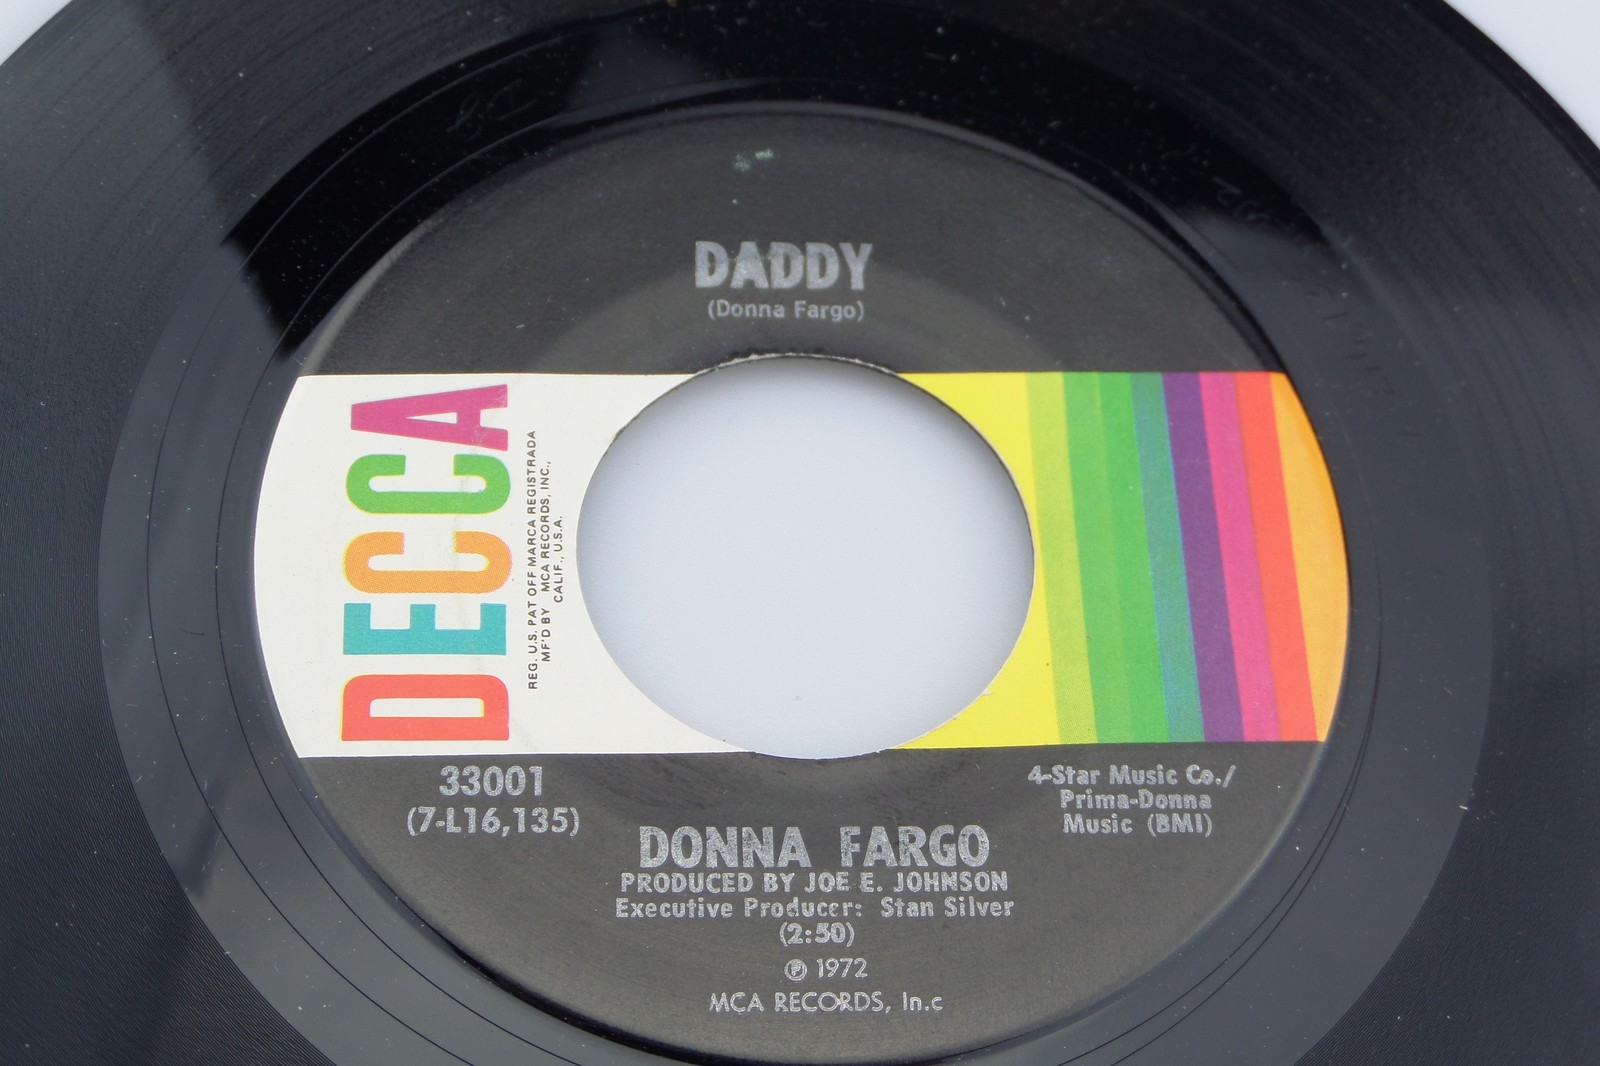 DADDY
(Donna Fargo)
DECCA
REG. U.S. PAT OFF MARCA REGISTRADA
MF'D BY MCA RECORDS, INC.,
CALIF., U.S.A.
33001
(7-L16,135)
4-Star Music Co./
Prima-Donna
Music (BMI)
DONNA FARGO
PRODUCED BY JOE E. JOHNSON
Executive Producer: Stan Silver
(2:50)
℗ 1972
MCA RECORDS, In.c